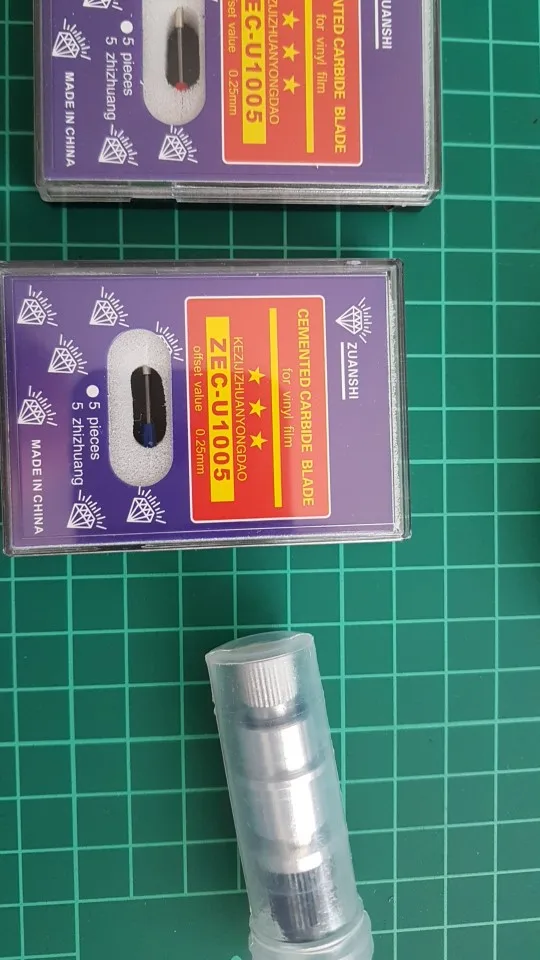 ZUANSHI
ENTED CARBIDE BLADE
for vinyl film
ZIJIZHUANYONGDAO
EC-U1005
set value 0.25mm
5 pieces
5 zhizhuang
MADE IN CHINA
ZUANSHI
CEMENTED CARBIDE BLADE
for vinyl film
KEZIJIZHUANYONGDAO
ZEC-U1005
offset value 0.25mm
5 pieces
5 zhizhuang
MADE IN CHINA